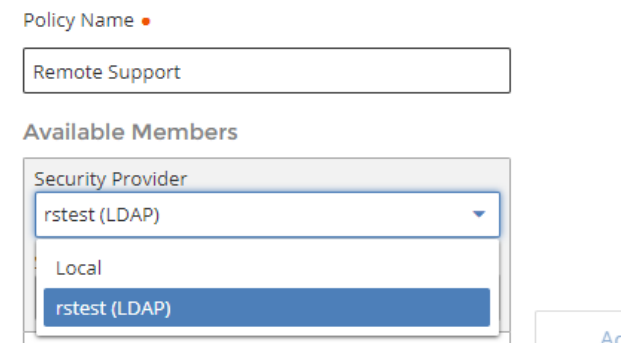 Policy Name
Remote Support
Available Members
Security Provider
rstest (LDAP)
Local
rstest (LDAP)